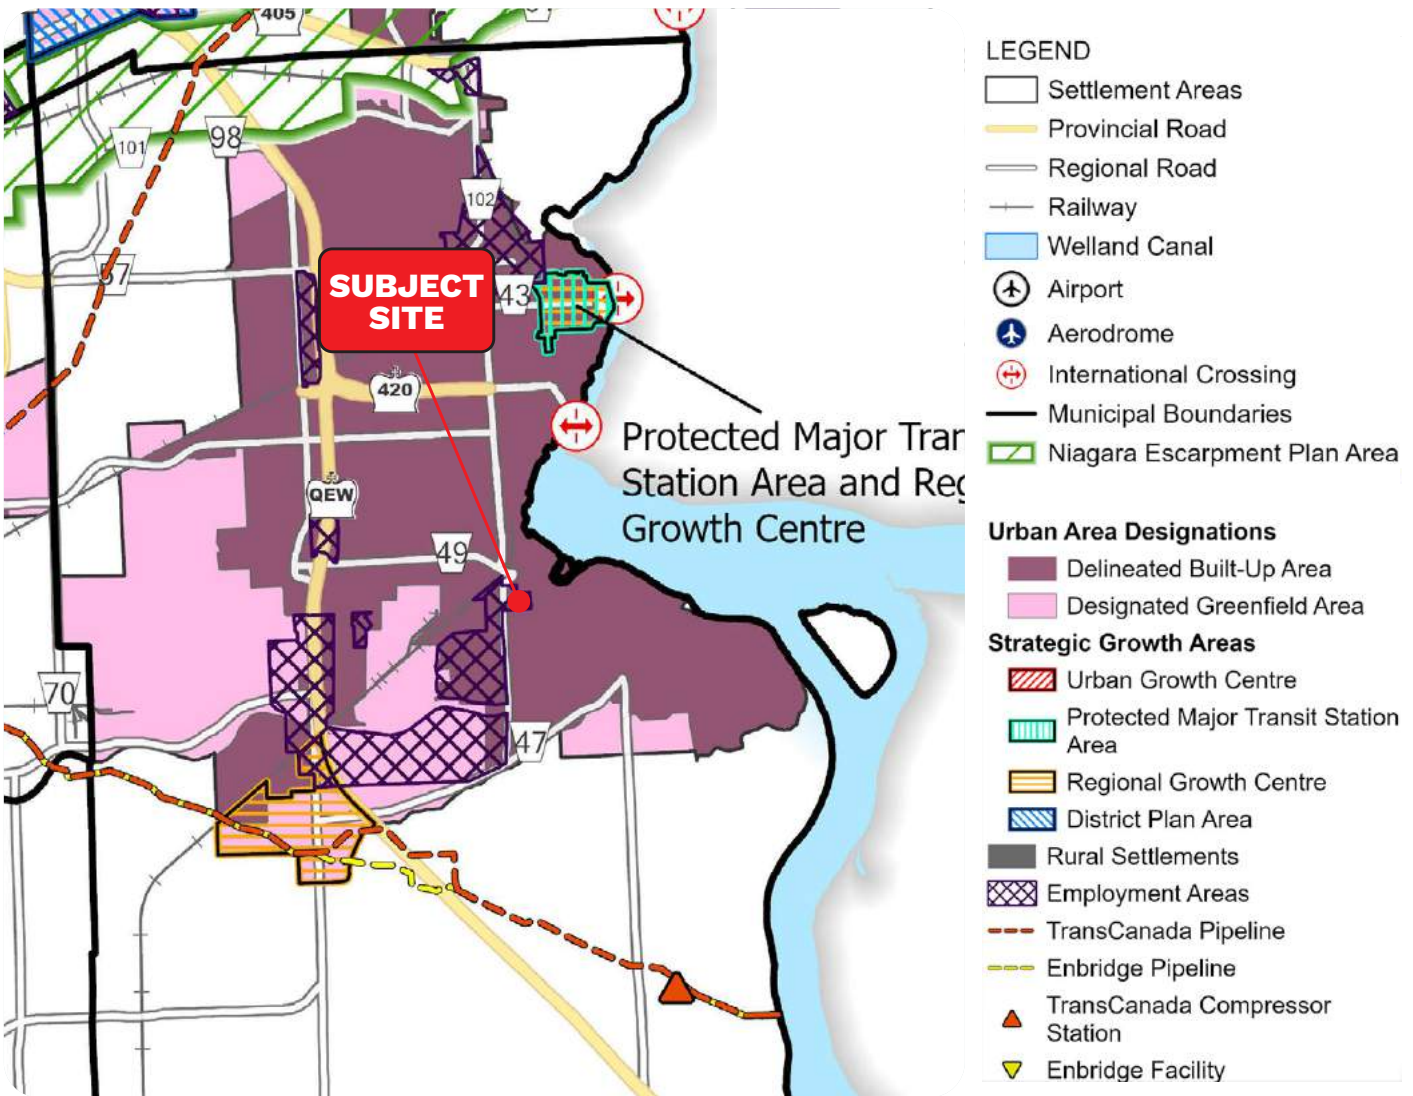 405
101
98
102
57
SUBJECT
SITE
43
420
Protected Major Tran
Station Area and Reg
Growth Centre
QEW
49
70
47
LEGEND
Settlement Areas
Provincial Road
Regional Road
Railway
Welland Canal
Airport
Aerodrome
International Crossing
Municipal Boundaries
Niagara Escarpment Plan Area
Urban Area Designations
Delineated Built-Up Area
Designated Greenfield Area
Strategic Growth Areas
Urban Growth Centre
Protected Major Transit Station
Area
Regional Growth Centre
District Plan Area
Rural Settlements
Employment Areas
TransCanada Pipeline
Enbridge Pipeline
TransCanada Compressor
Station
Enbridge Facility